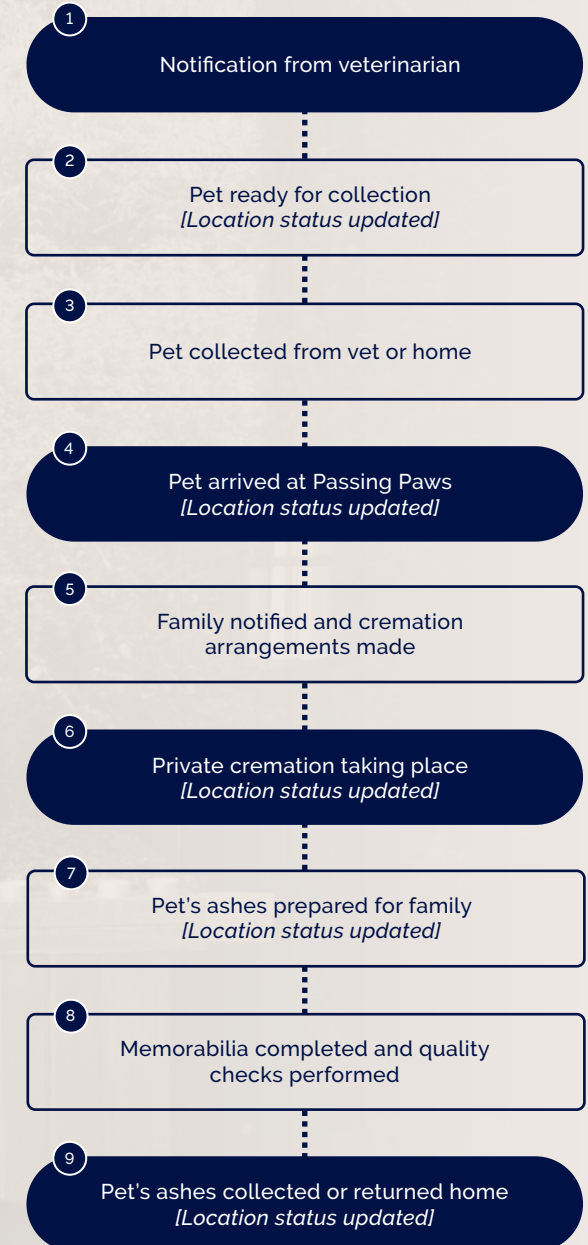 1
Notification from veterinarian
2
Pet ready for collection
[Location status updated]
3
Pet collected from vet or home
4
Pet arrived at Passing Paws
[Location status updated]
5
Family notified and cremation
arrangements made
6
Private cremation taking place
[Location status updated]
7
Pet's ashes prepared for family
[Location status updated]
8
Memorabilia completed and quality
checks performed
9
Pet's ashes collected or returned home
[Location status updated]